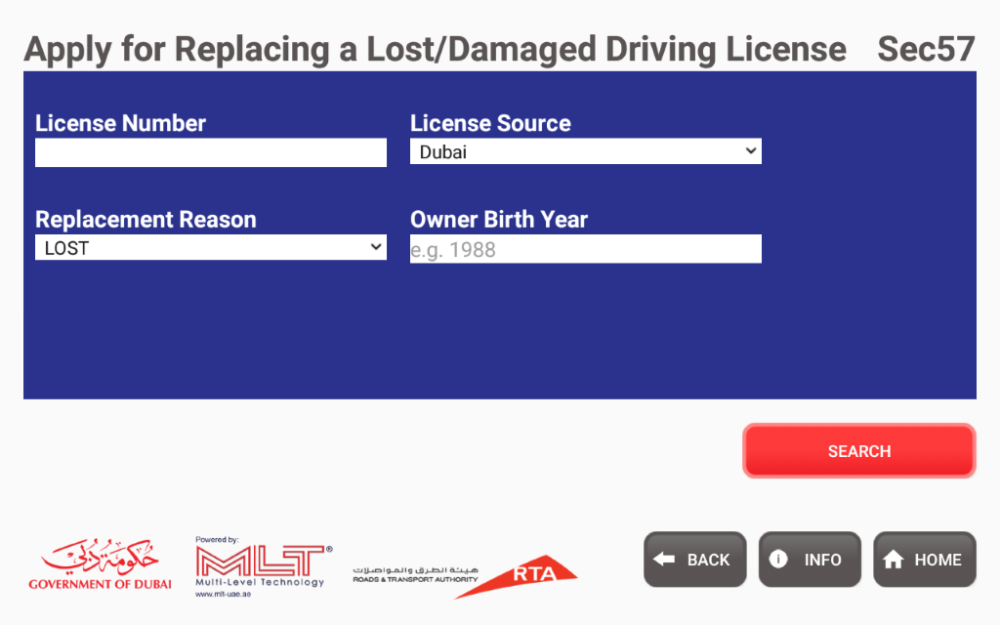 Apply for Replacing a Lost/Damaged Driving License Sec57
License Number License Source
Dubai
Replacement Reason Owner Birth Year
LOST e.g. 1988
SEARCH
حكومة دبي
GOVERNMENT OF DUBAI
Powered by:
MLT®
Multi-Level Technology
www.mlt-uae.ae
هيئة الطرق والمواصلات
ROADS & TRANSPORT AUTHORITY
RTA
BACK INFO HOME